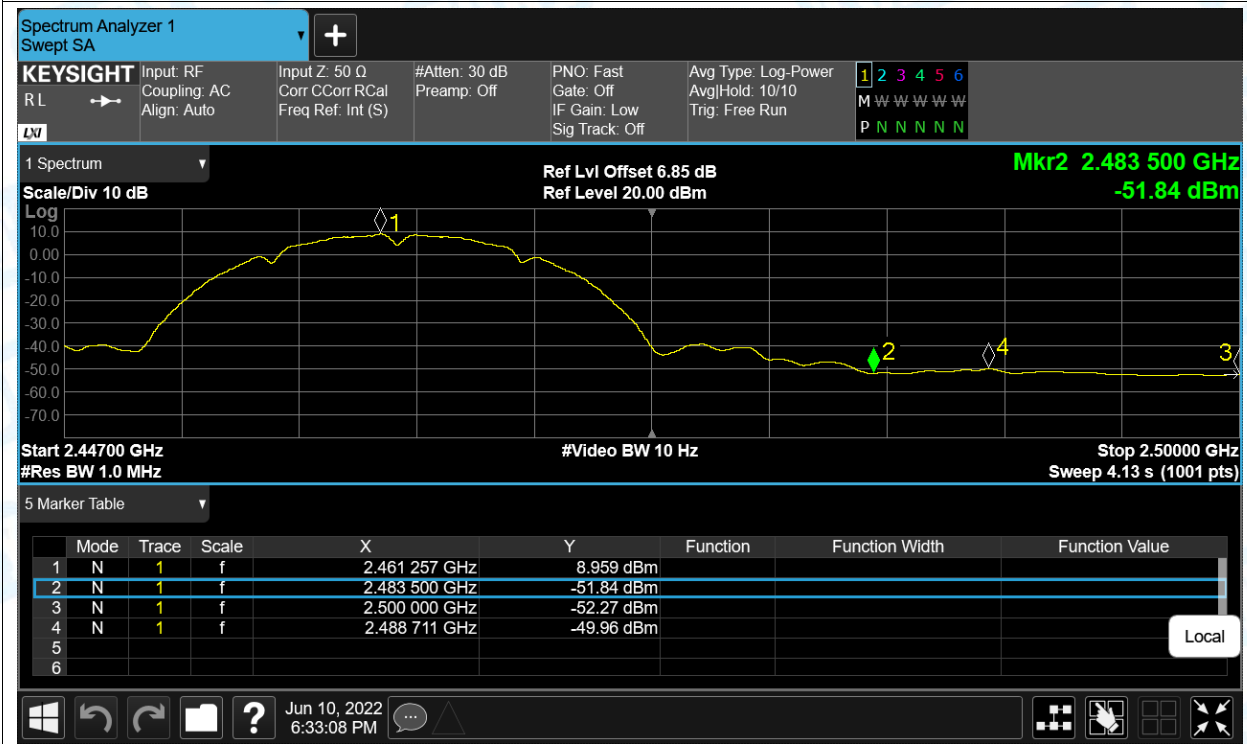 Spectrum Analyzer 1
Swept SA
KEYSIGHT
R L
LXI
Input: RF
Coupling: AC
Align: Auto
Input Z: 50 Ω
Corr CCorr RCal
Freq Ref: Int (S)
#Atten: 30 dB
Preamp: Off
PNO: Fast
Gate: Off
IF Gain: Low
Sig Track: Off
Avg Type: Log-Power
Avg|Hold: 10/10
Trig: Free Run
1 2 3 4 5 6
M W W W W W
P N N N N N
1 Spectrum
Scale/Div 10 dB
Ref Lvl Offset 6.85 dB
Ref Level 20.00 dBm
Mkr2 2.483 500 GHz
-51.84 dBm
Log
10.0
0.00
-10.0
-20.0
-30.0
-40.0
-50.0
-60.0
-70.0
1
2
4
3
Start 2.44700 GHz
#Video BW 10 Hz
Stop 2.50000 GHz
#Res BW 1.0 MHz
Sweep 4.13 s (1001 pts)
5 Marker Table
Mode Trace Scale X Y Function Function Width Function Value
1 N 1 f 2.461 257 GHz 8.959 dBm
2 N 1 f 2.483 500 GHz -51.84 dBm
3 N 1 f 2.500 000 GHz -52.27 dBm
4 N 1 f 2.488 711 GHz -49.96 dBm
5
6
Local
?
Jun 10, 2022
6:33:08 PM